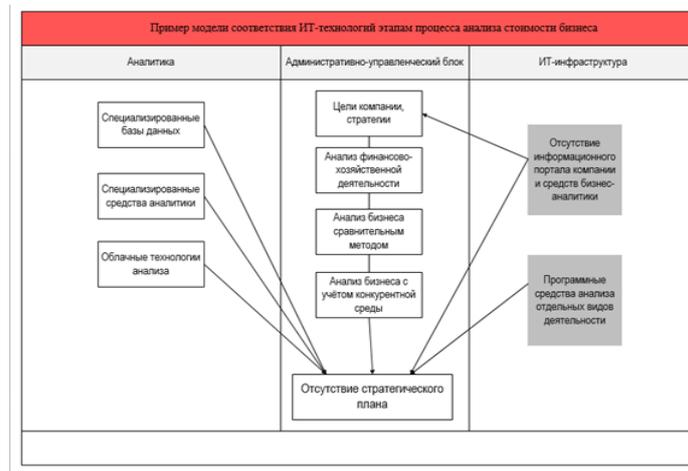 Пример модели соответствия ИТ-технологий этапам процесса анализа стоимости бизнеса
Аналитика
Административно-управленческий блок
ИТ-инфраструктура
Специализированные
базы данных
Специализированные
средства аналитики
Облачные технологии
анализа
Цели компании,
стратегии
Анализ финансово-
хозяйственной
деятельности
Анализ бизнеса
сравнительным
методом
Анализ бизнеса с
учётом конкурентной
среды
Отсутствие стратегического
плана
Отсутствие
информационного
портала компании
и средств бизнес-
аналитики
Программные
средства анализа
отдельных видов
деятельности